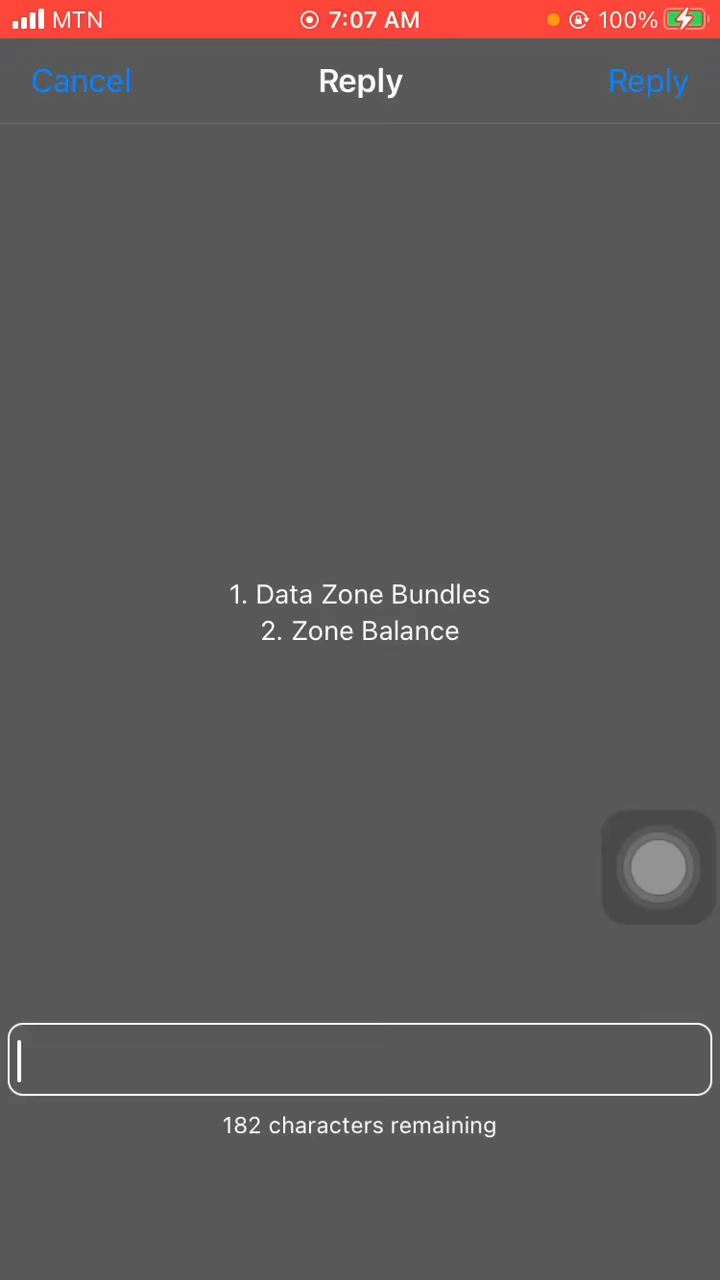 MTN 7:07 AM 100%
Cancel Reply Reply
1. Data Zone Bundles
2. Zone Balance
182 characters remaining